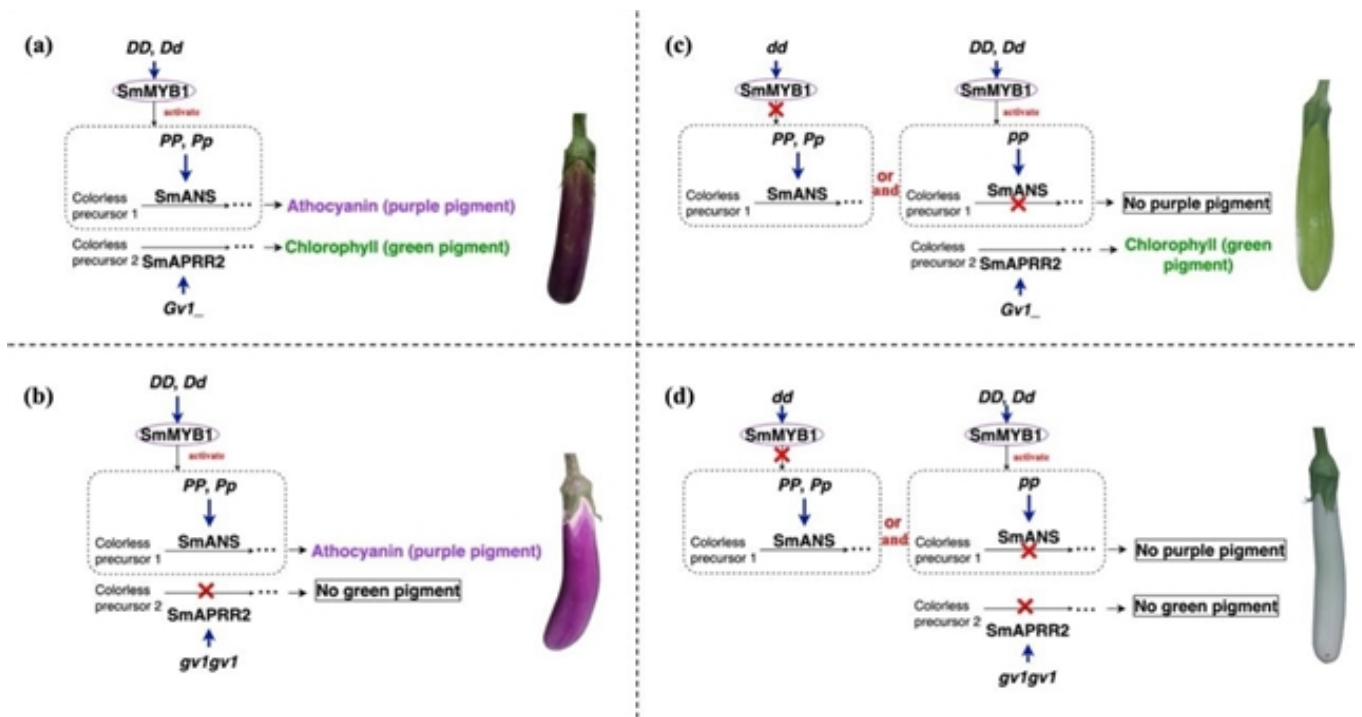 (a)
DD, Dd
SmMYB1
activate
PP, Pp
SmANS
Colorless
precursor 1
Athocyanin (purple pigment)
Colorless
precursor 2
SmAPRR2
Chlorophyll (green pigment)
Gv1_
(c)
dd
SmMYB1
PP, Pp
SmANS
Colorless
precursor 1
or
and
DD, Dd
SmMYB1
activate
pp
SmANS
Colorless
precursor 1
No purple pigment
Colorless
precursor 2
SmAPRR2
Chlorophyll (green
pigment)
Gv1_
(b)
DD, Dd
SmMYB1
activate
PP, Pp
SmANS
Colorless
precursor 1
Athocyanin (purple pigment)
Colorless
precursor 2
SmAPRR2
No green pigment
gv1gv1
(d)
dd
SmMYB1
PP, Pp
SmANS
Colorless
precursor 1
or
and
DD, Dd
SmMYB1
activate
pp
SmANS
Colorless
precursor 1
No purple pigment
Colorless
precursor 2
SmAPRR2
No green pigment
gv1gv1